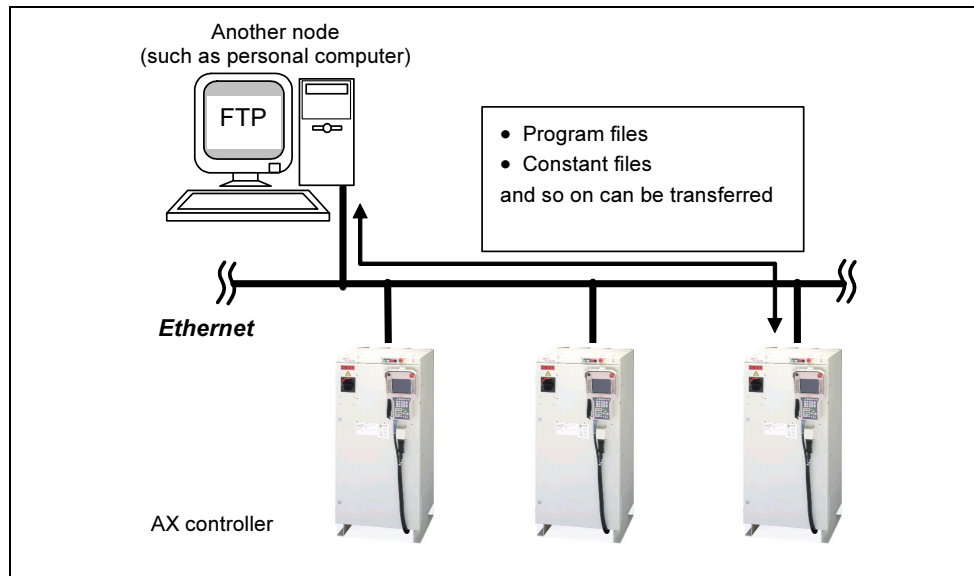 Another node
(such as personal computer)
FTP
• Program files
• Constant files
and so on can be transferred
Ethernet
AX controller